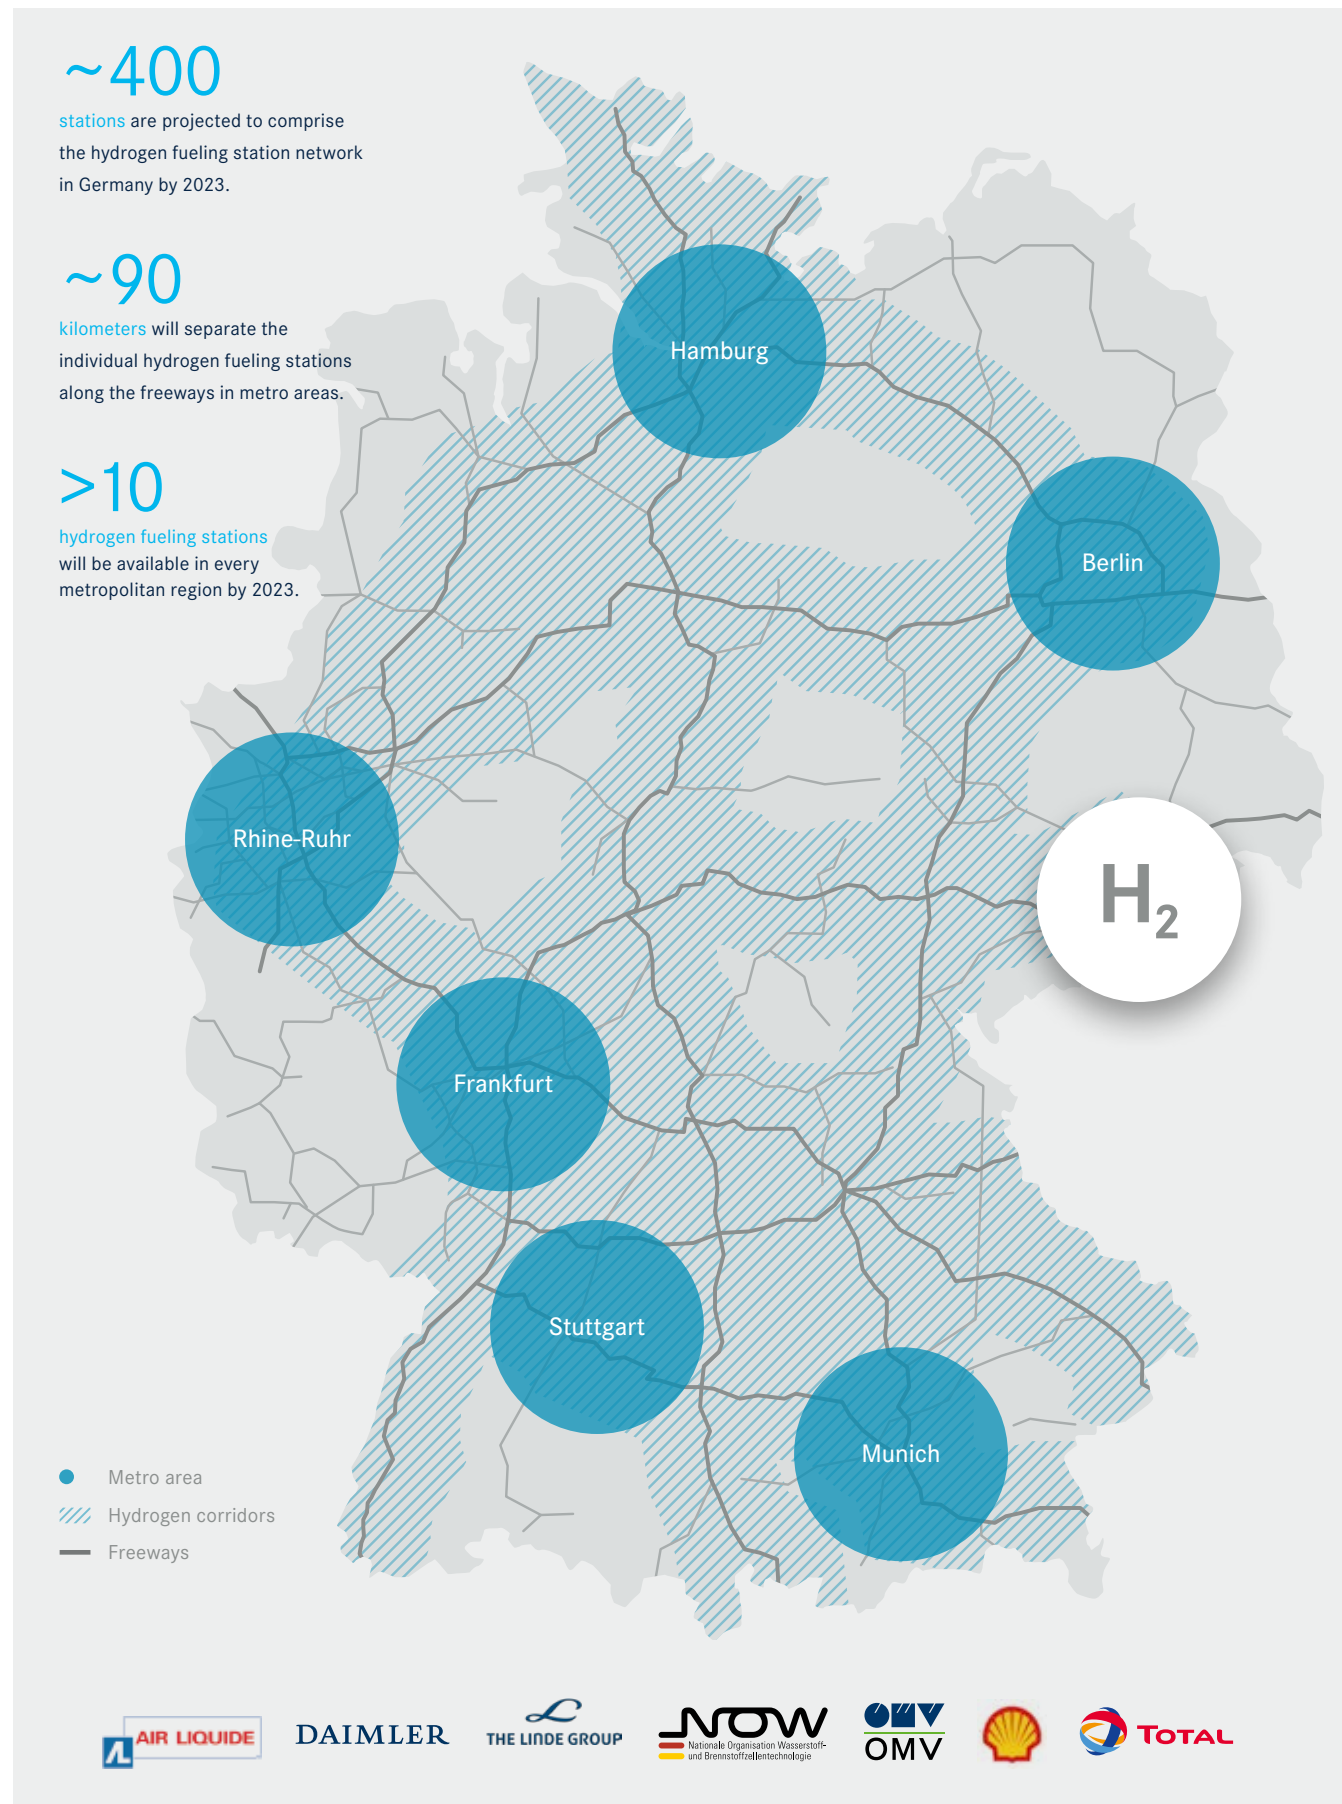 ~400
stations are projected to comprise
the hydrogen fueling station network
in Germany by 2023.
~90
kilometers will separate the
individual hydrogen fueling stations
along the freeways in metro areas.
>10
hydrogen fueling stations
will be available in every
metropolitan region by 2023.
Hamburg
Berlin
Rhine-Ruhr
H₂
Frankfurt
Stuttgart
Munich
Metro area
Hydrogen corridors
Freeways
AIR LIQUIDE
DAIMLER
THE LINDE GROUP
NOW
Nationale Organisation Wasserstoff-
und Brennstoffzellentechnologie
OMV
OMV
TOTAL